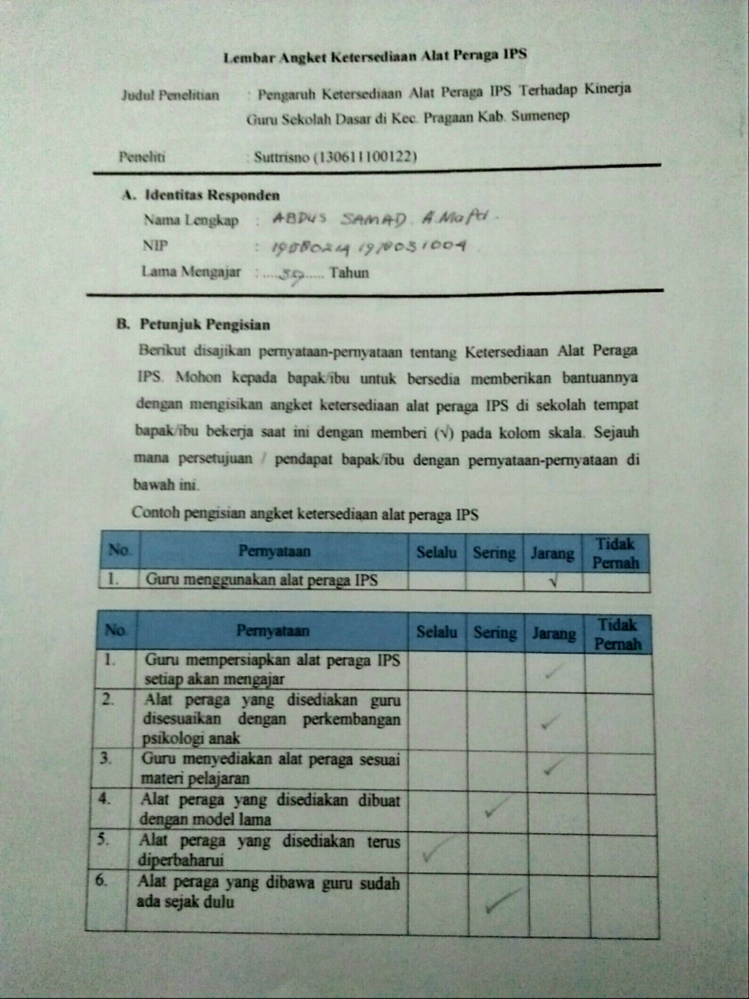 Lembar Angket Ketersediaan Alat Peraga IPS
Judul Penelitian : Pengaruh Ketersediaan Alat Peraga IPS Terhadap Kinerja
Guru Sekolah Dasar di Kec. Pragaan Kab. Sumenep
Peneliti : Suttrisno (130611100122)
A. Identitas Responden
Nama Lengkap : ABDUS SAMAD A.Ma Pd.
NIP :
Lama Mengajar : .......... Tahun
B. Petunjuk Pengisian
Berikut disajikan pernyataan-pernyataan tentang Ketersediaan Alat Peraga
IPS. Mohon kepada bapak/ibu untuk bersedia memberikan bantuannya
dengan mengisikan angket ketersediaan alat peraga IPS di sekolah tempat
bapak/ibu bekerja saat ini dengan memberi (√) pada kolom skala. Sejauh
mana persetujuan / pendapat bapak/ibu dengan pernyataan-pernyataan di
bawah ini.
Contoh pengisian angket ketersediaan alat peraga IPS
No. Pernyataan Selalu Sering Jarang Tidak Pernah
1. Guru menggunakan alat peraga IPS √
No. Pernyataan Selalu Sering Jarang Tidak Pernah
1. Guru mempersiapkan alat peraga IPS ✓
setiap akan mengajar
2. Alat peraga yang disediakan guru
disesuaikan dengan perkembangan ✓
psikologi anak
3. Guru menyediakan alat peraga sesuai ✓
materi pelajaran
4. Alat peraga yang disediakan dibuat ✓
dengan model lama
5. Alat peraga yang disediakan terus ✓
diperbaharui
6. Alat peraga yang dibawa guru sudah ✓
ada sejak dulu